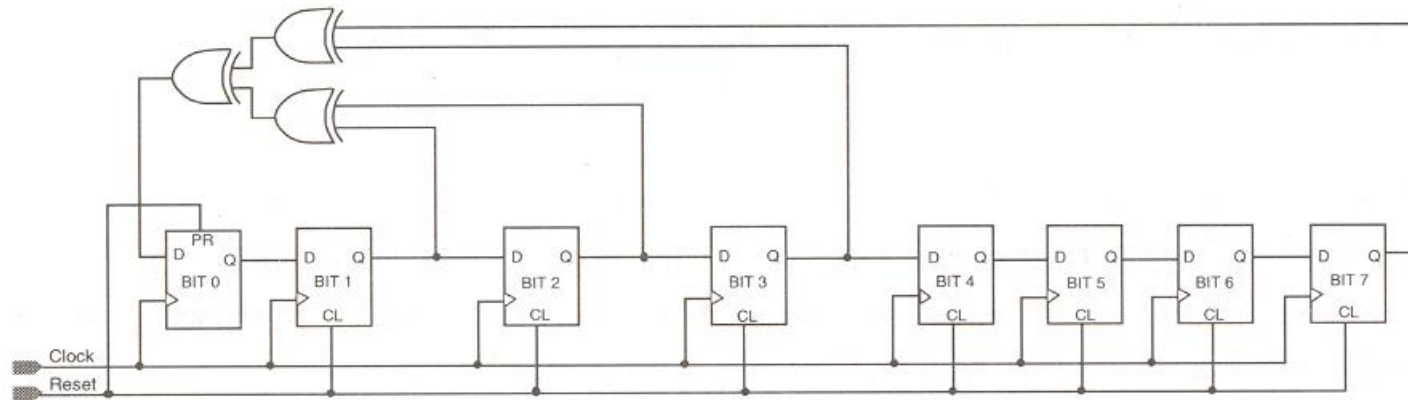 PR
D Q
BIT 0
D Q
BIT 1
CL
D Q
BIT 2
CL
D Q
BIT 3
CL
D Q
BIT 4
CL
D Q
BIT 5
CL
D Q
BIT 6
CL
D Q
BIT 7
CL
Clock
Reset